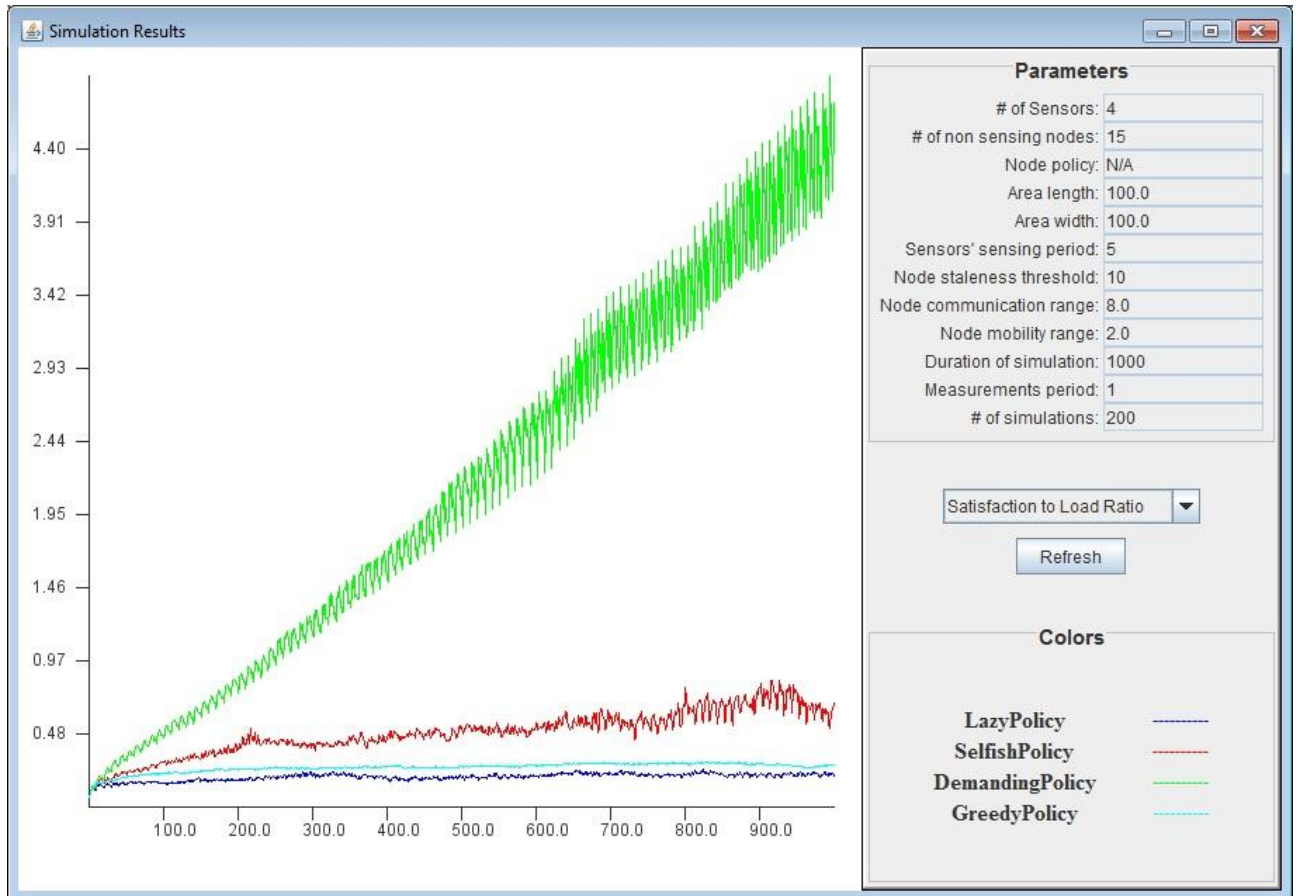 Simulation Results
4.40
3.91
3.42
2.93
2.44
1.95
1.46
0.97
0.48
100.0 200.0 300.0 400.0 500.0 600.0 700.0 800.0 900.0
Parameters
# of Sensors: 4
# of non sensing nodes: 15
Node policy: N/A
Area length: 100.0
Area width: 100.0
Sensors' sensing period: 5
Node staleness threshold: 10
Node communication range: 8.0
Node mobility range: 2.0
Duration of simulation: 1000
Measurements period: 1
# of simulations: 200
Satisfaction to Load Ratio
Refresh
Colors
LazyPolicy
SelfishPolicy
DemandingPolicy
GreedyPolicy